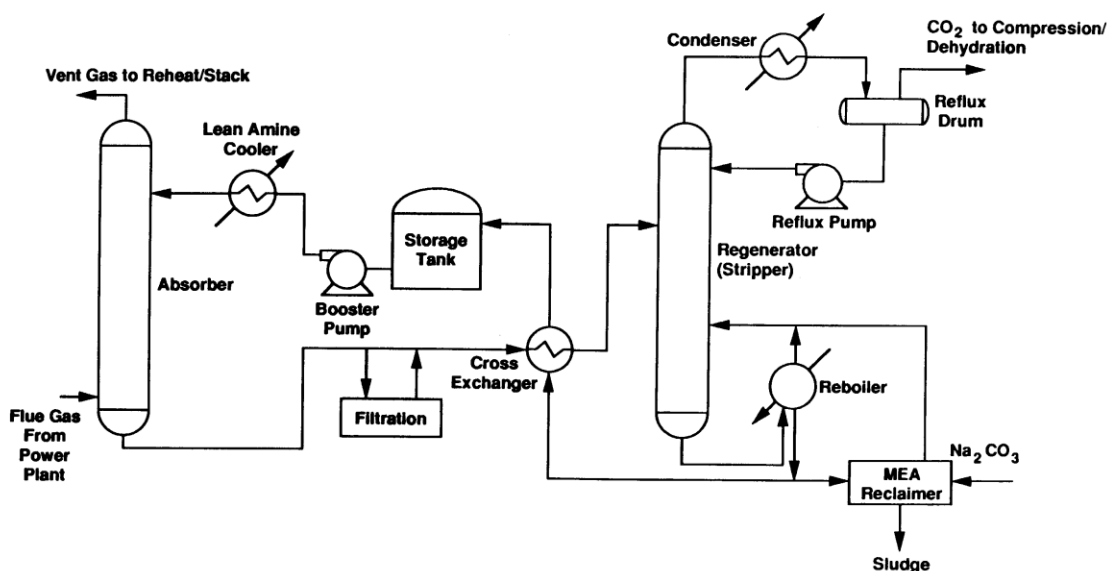 CO2 to Compression/
Dehydration
Condenser
Vent Gas to Reheat/Stack
Reflux
Drum
Lean Amine
Cooler
Reflux Pump
Storage
Tank
Regenerator
(Stripper)
Absorber
Booster
Pump
Cross
Exchanger
Reboiler
Filtration
Flue Gas
From
Power
Plant
Na2CO3
MEA
Reclaimer
Sludge